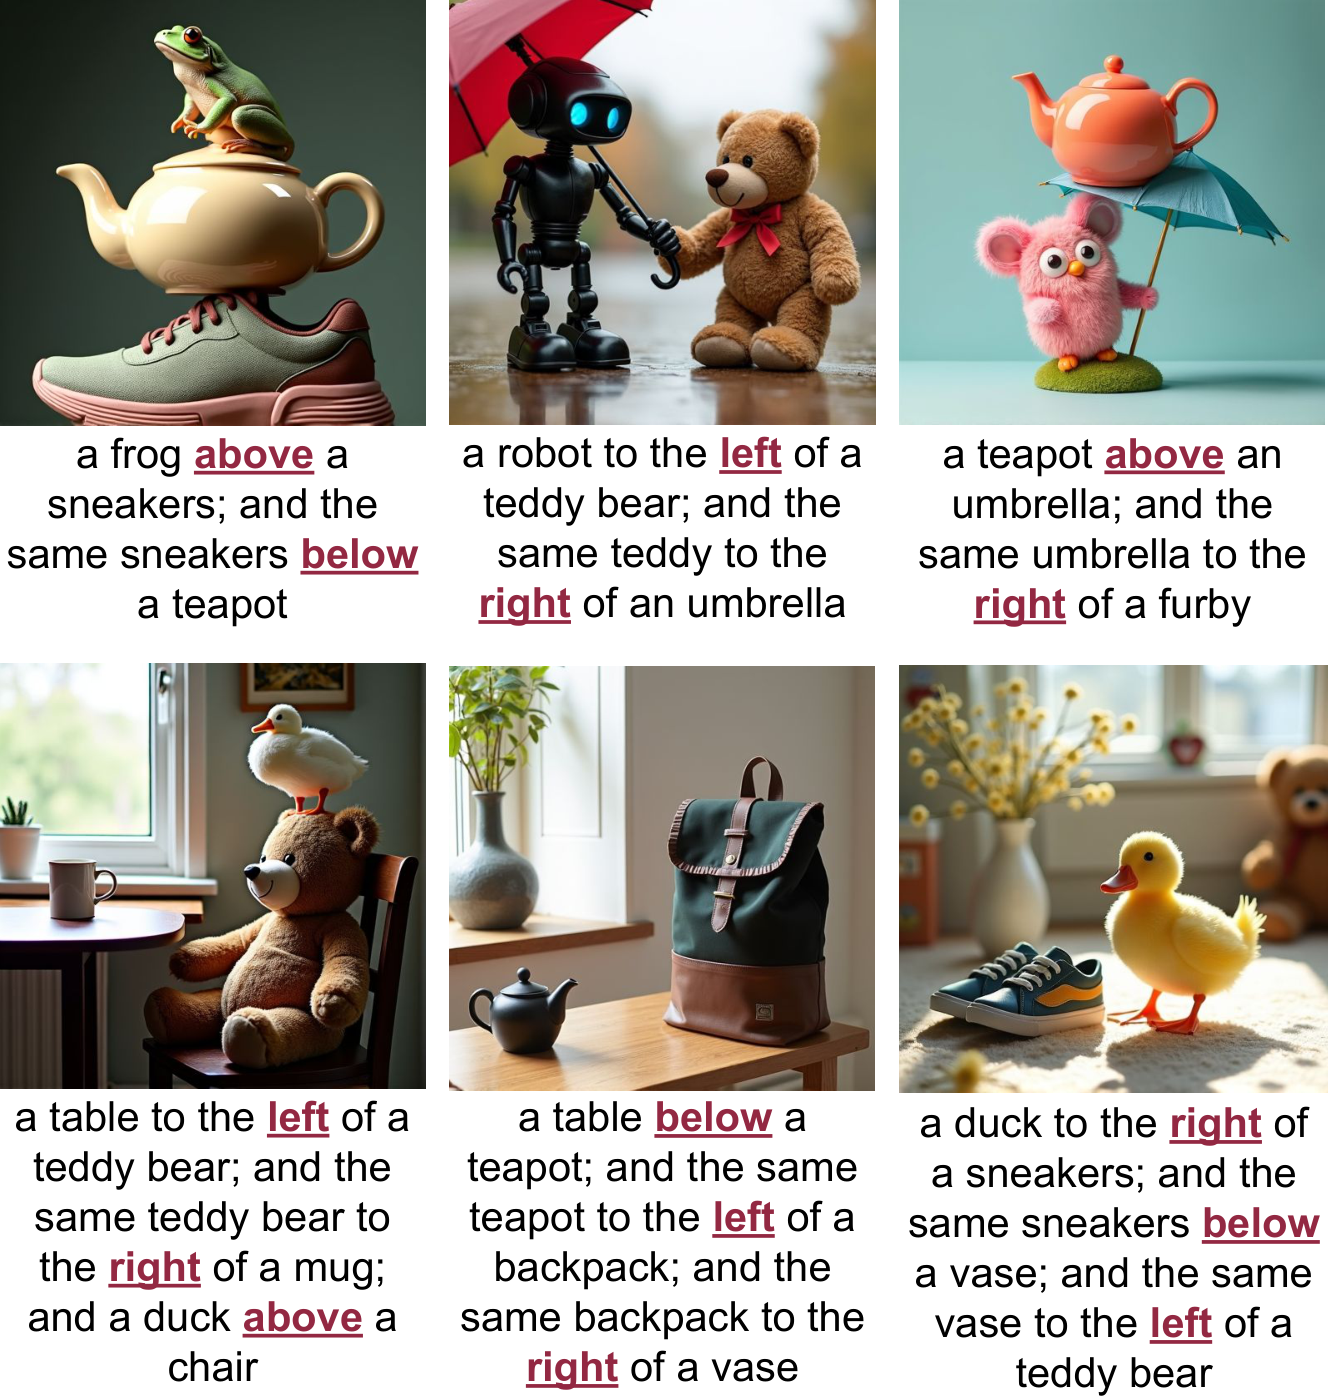 a frog above a
sneakers; and the
same sneakers below
a teapot
a robot to the left of a
teddy bear; and the
same teddy to the
right of an umbrella
a teapot above an
umbrella; and the
same umbrella to the
right of a furby
a table to the left of a
teddy bear; and the
same teddy bear to
the right of a mug;
and a duck above a
chair
a table below a
teapot; and the same
teapot to the left of a
backpack; and the
same backpack to the
right of a vase
a duck to the right of
a sneakers; and the
same sneakers below
a vase; and the same
vase to the left of a
teddy bear